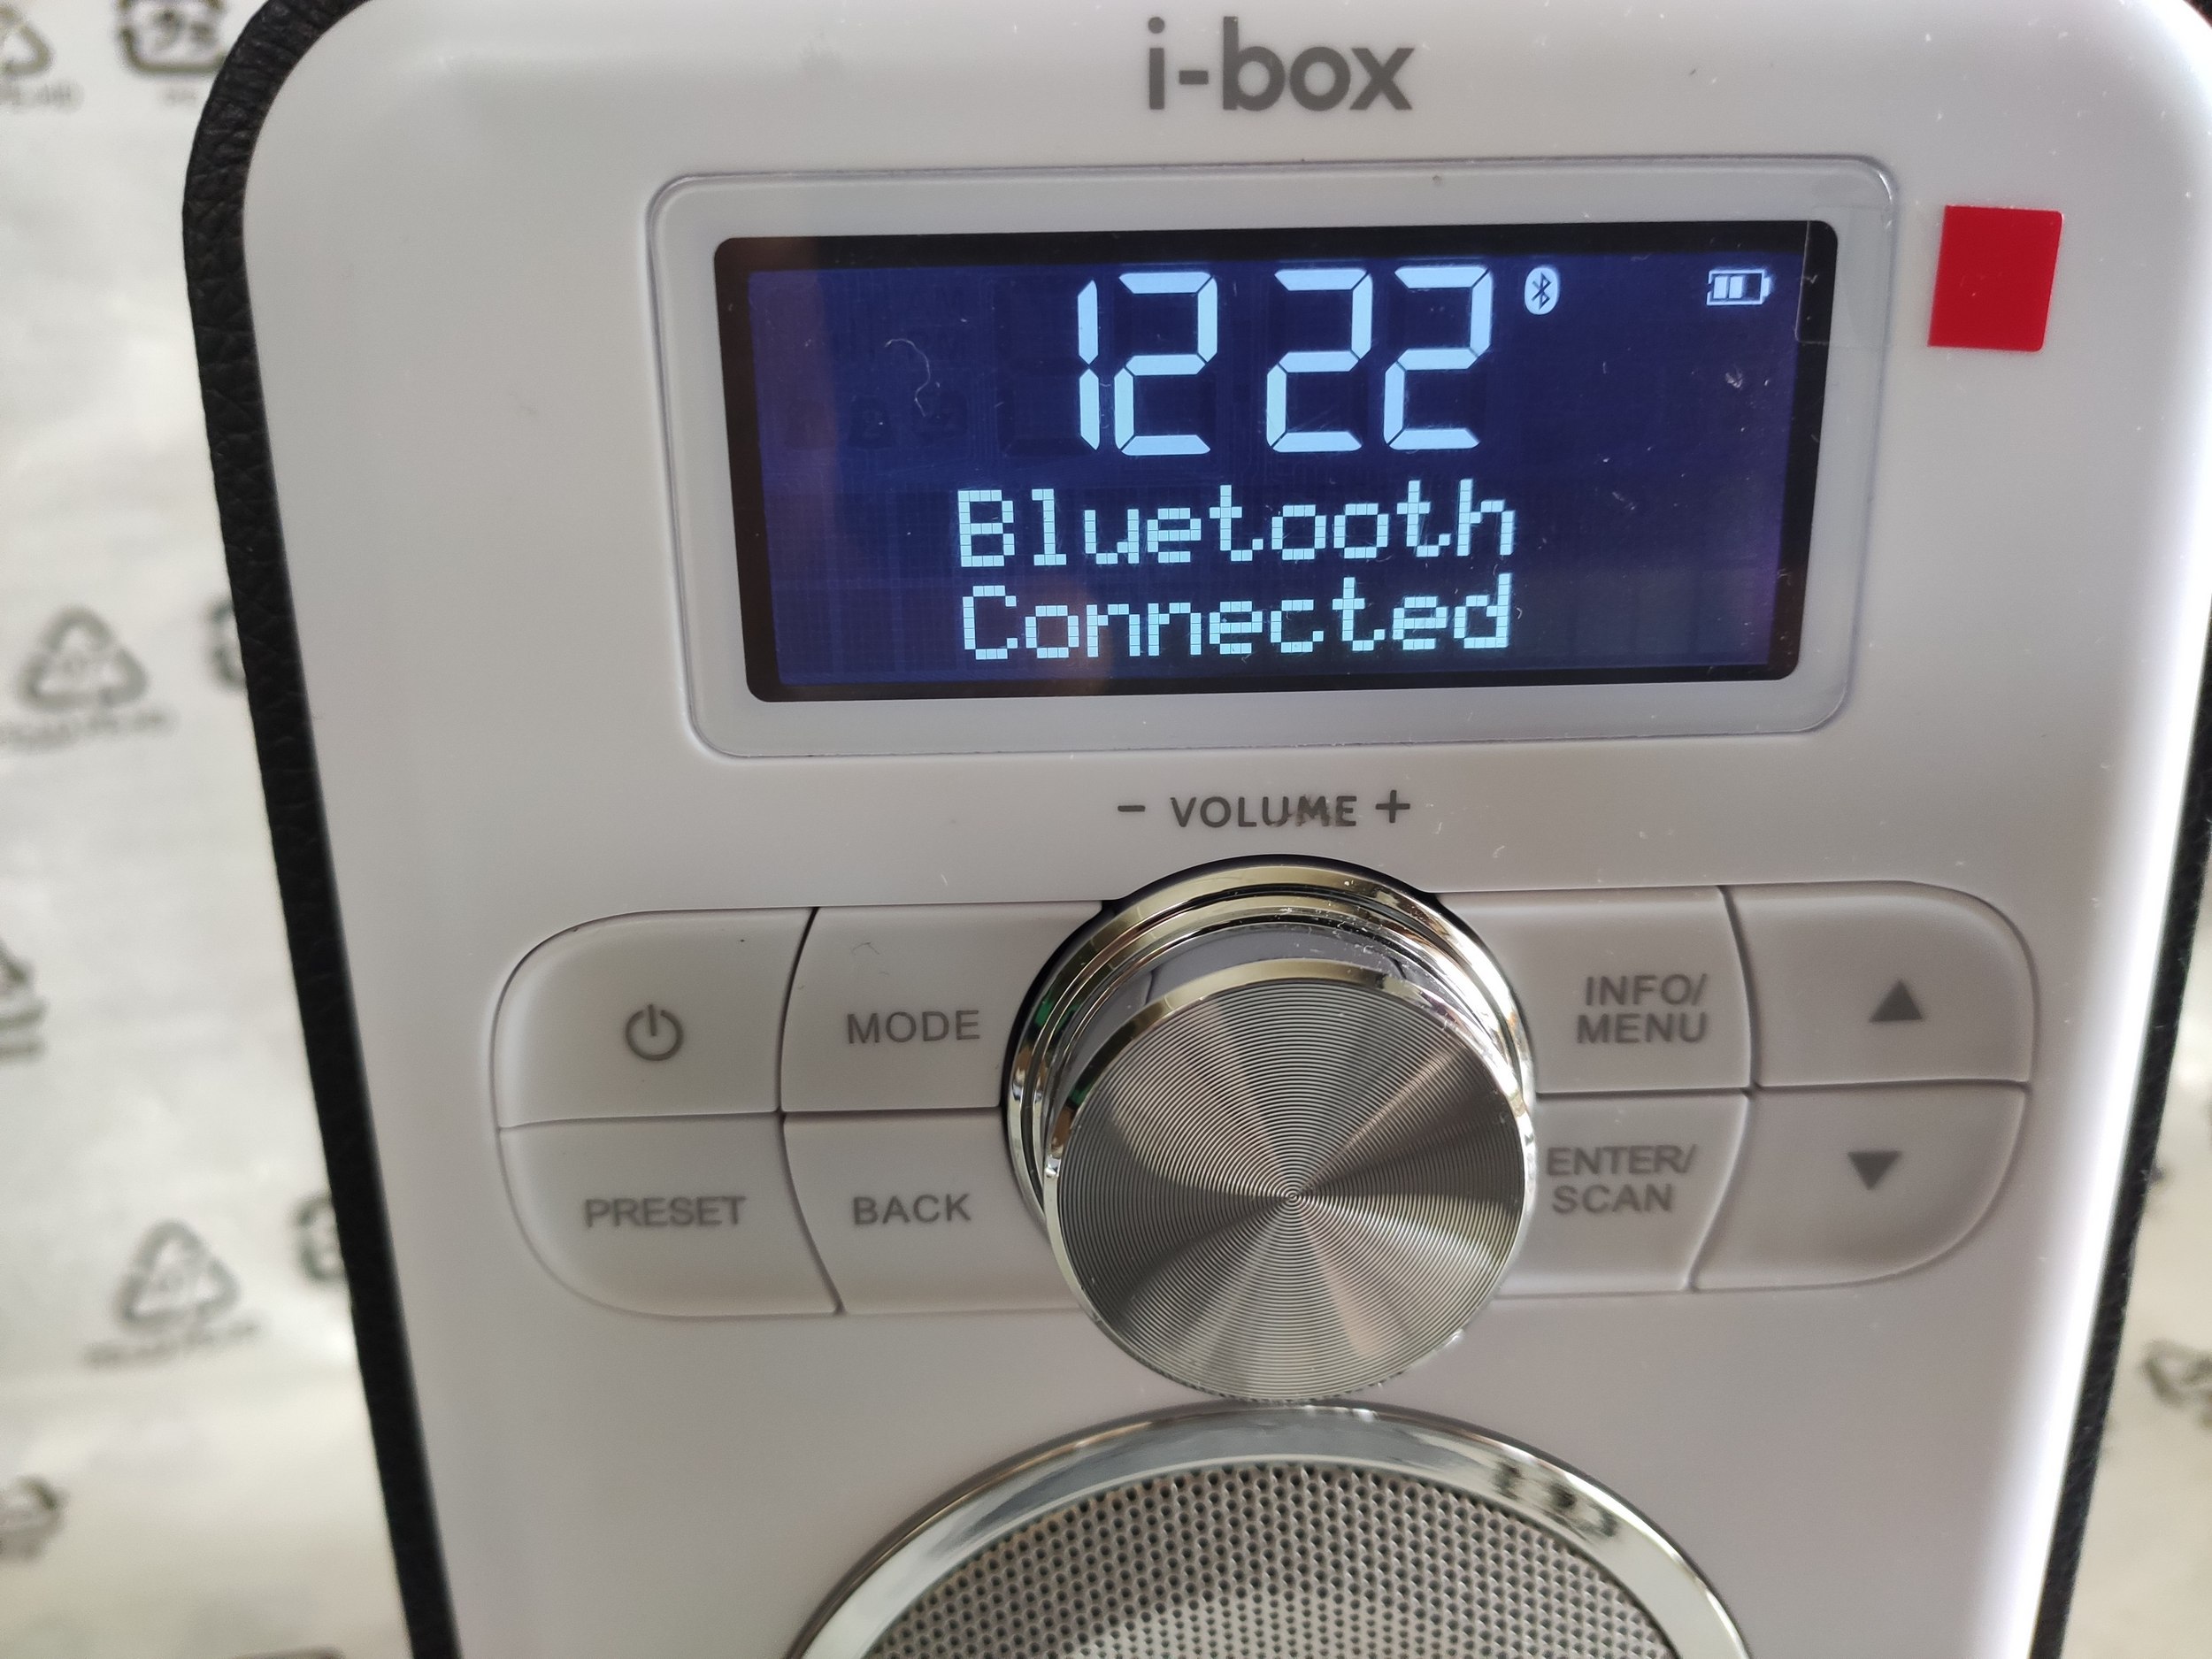 i-box
12 22
Bluetooth
Connected
- VOLUME +
MODE
INFO/
MENU
PRESET
BACK
ENTER/
SCAN